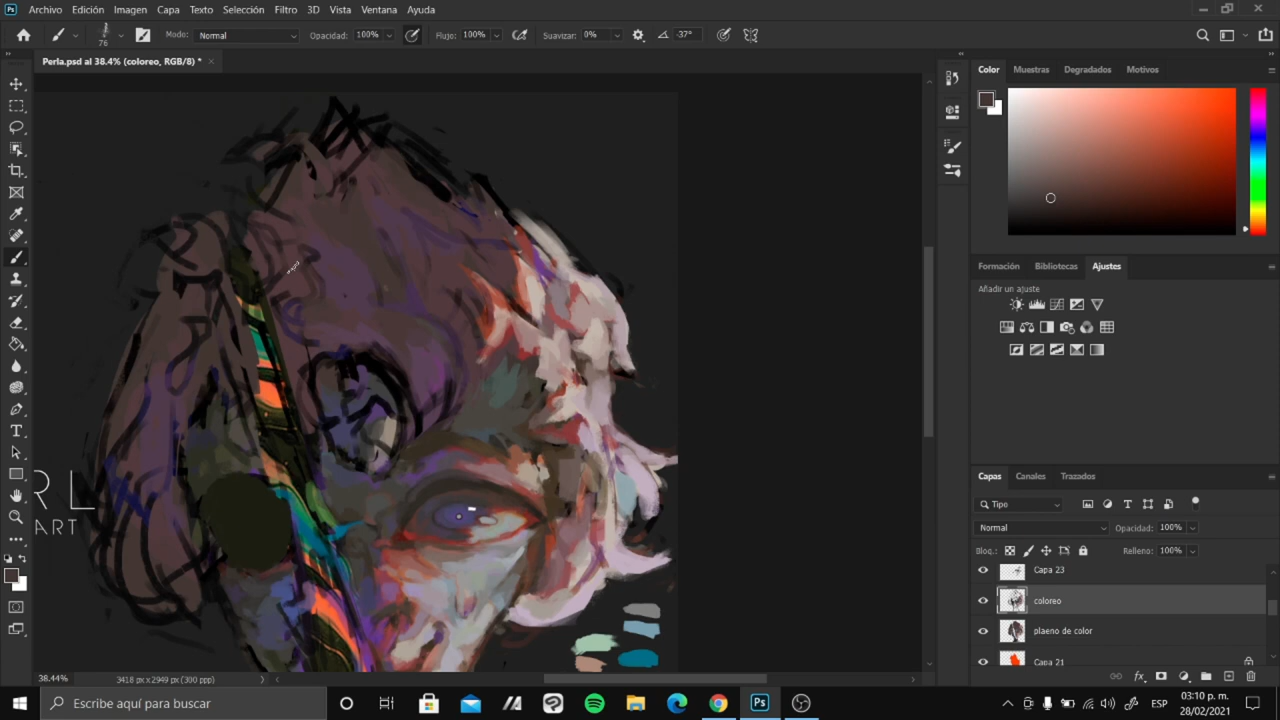 Archivo Edición Imagen Capa Texto Selección Filtro 3D Vista Ventana Ayuda
76 Modo: Normal Opacidad: 100% Flujo: 100% Suavizar: 0% -37°
Perla.psd al 38.4% (coloreo, RGB/8) *
Color Muestras Degradados Motivos
Formación Bibliotecas Ajustes
Añadir un ajuste
R L
ART
Capas Canales Trazados
Tipo
Normal Opacidad: 100%
Bloq.: Relleno: 100%
Capa 23
coloreo
plaeno de color
Capa 21
38.44% 3418 px x 2949 px (300 ppp)
Escribe aquí para buscar
ESP
03:10 p. m.
28/02/2021